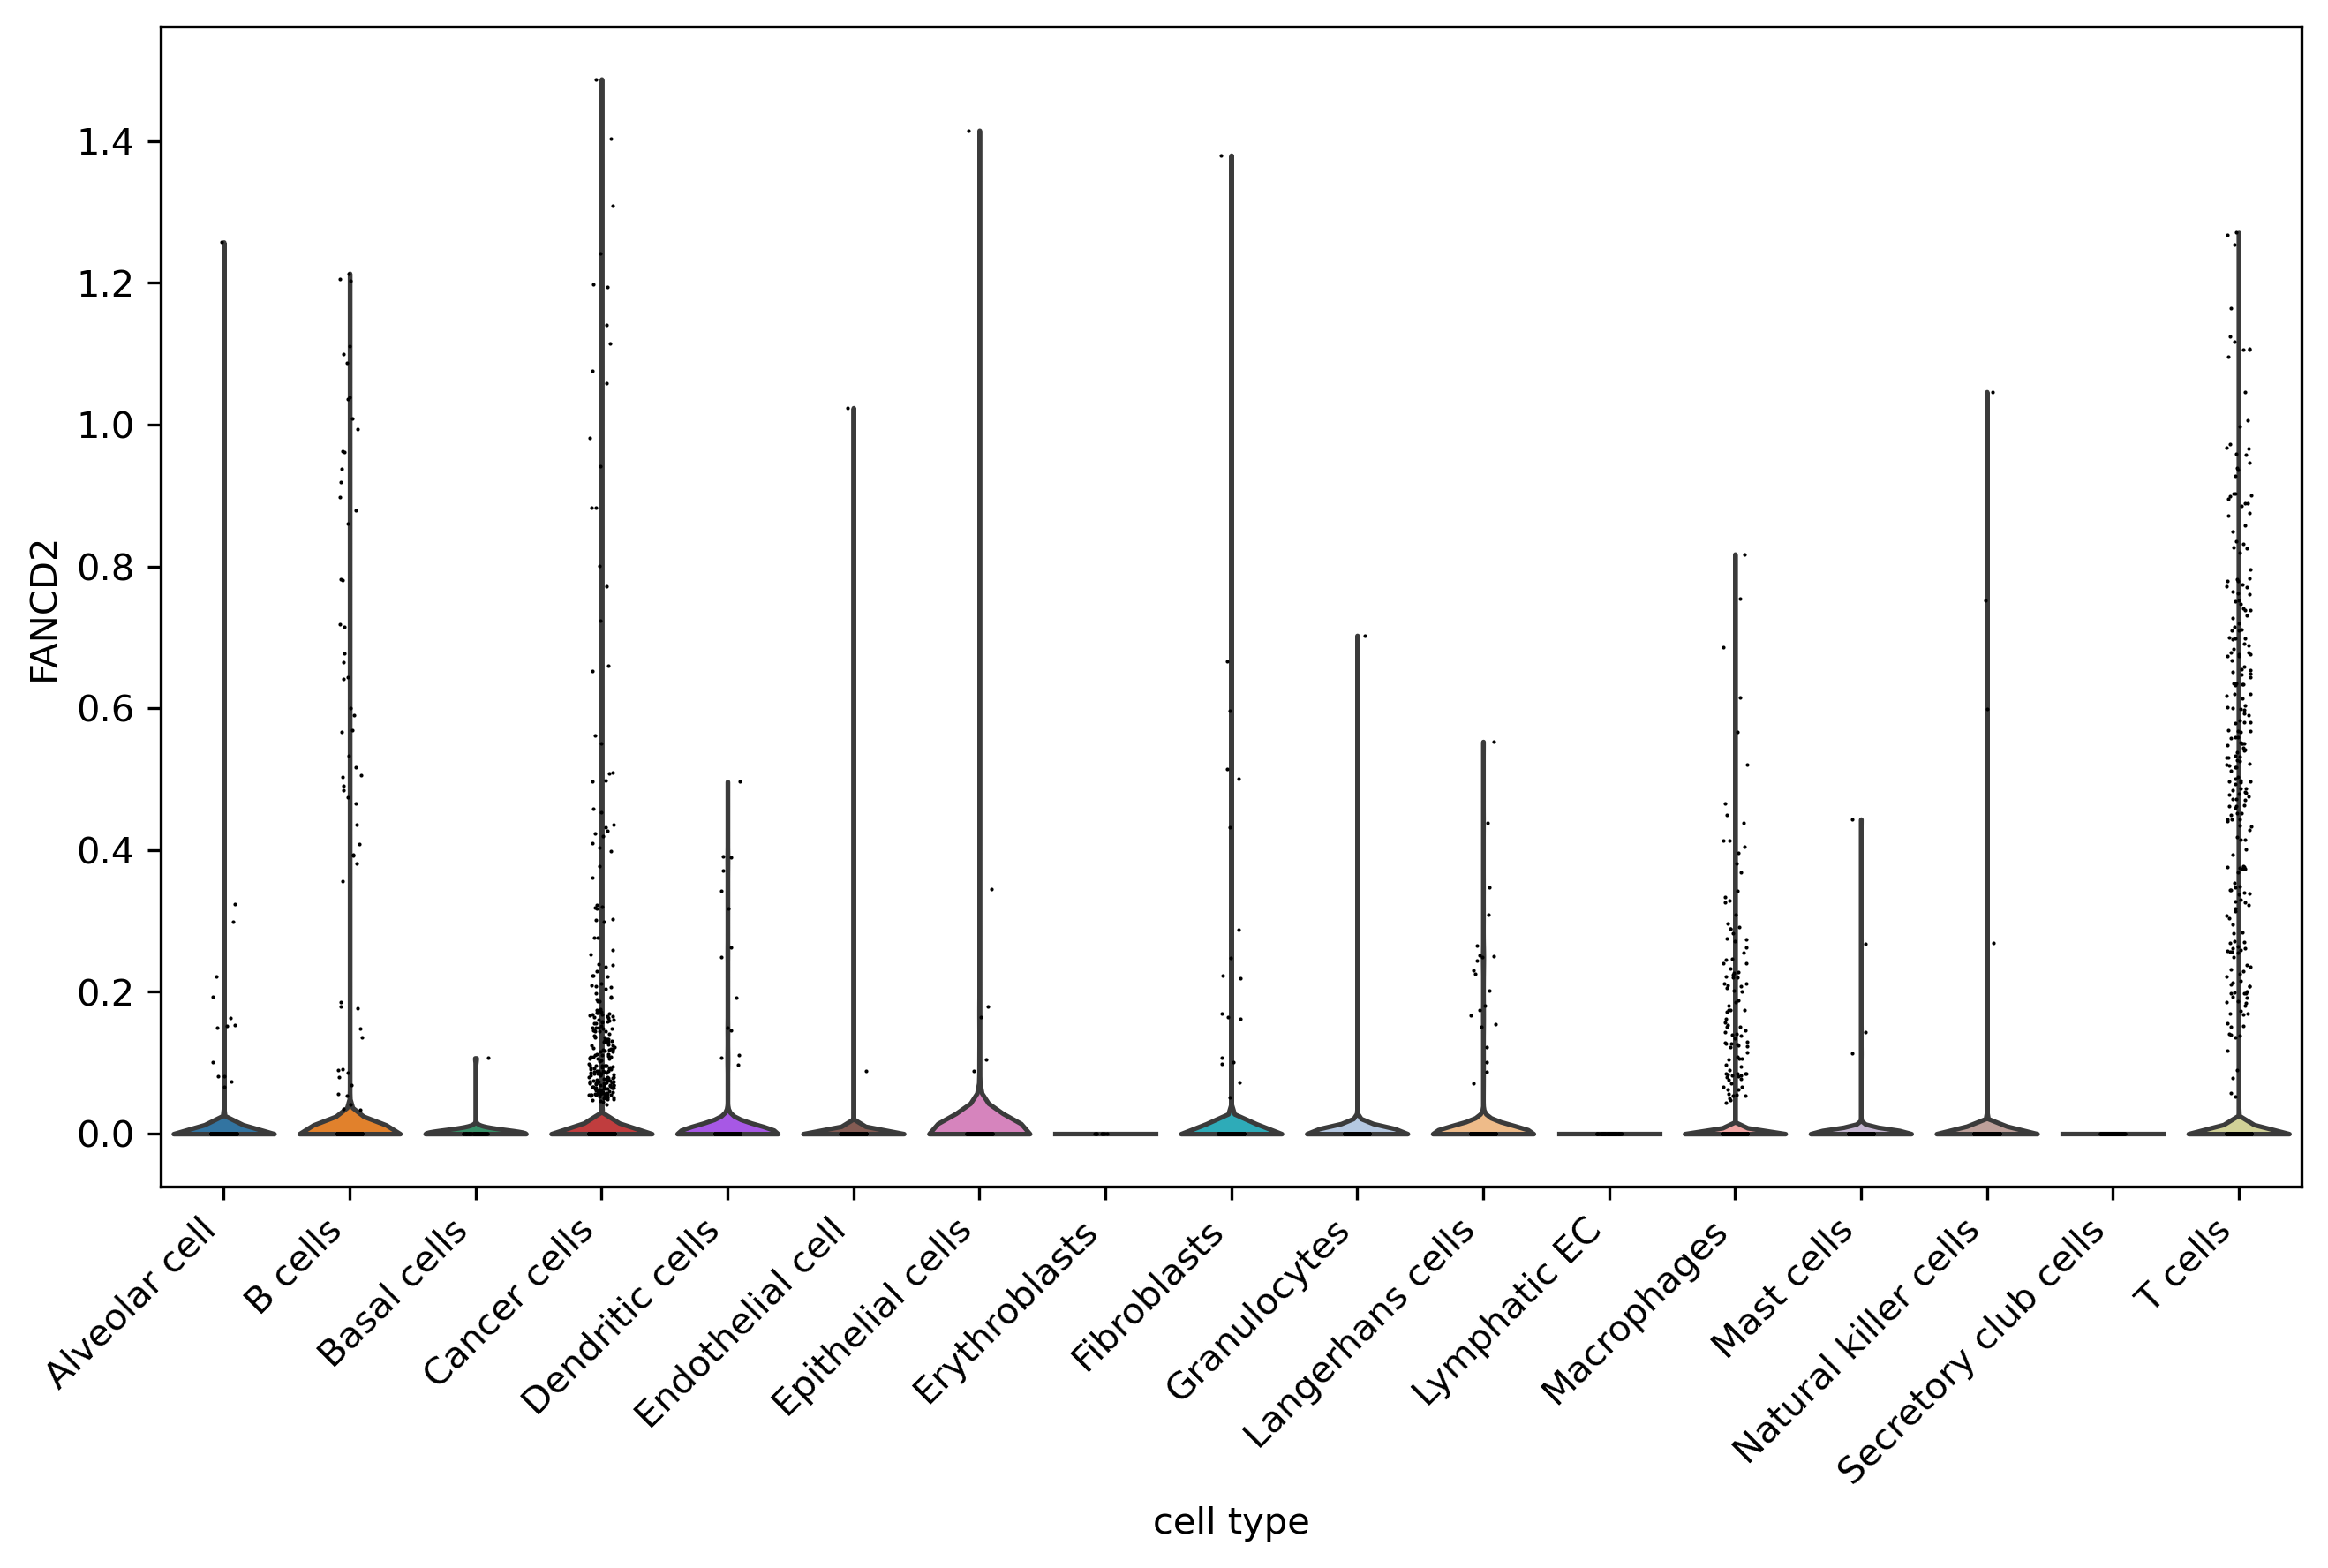 FANCD2
1.4
1.2
1.0
0.8
0.6
0.4
0.2
0.0
Alveolar cell
B cells
Basal cells
Cancer cells
Dendritic cells
Endothelial cell
Epithelial cells
Erythroblasts
Fibroblasts
Granulocytes
Langerhans cells
Lymphatic EC
Macrophages
Mast cells
Natural killer cells
Secretory club cells
T cells
cell type